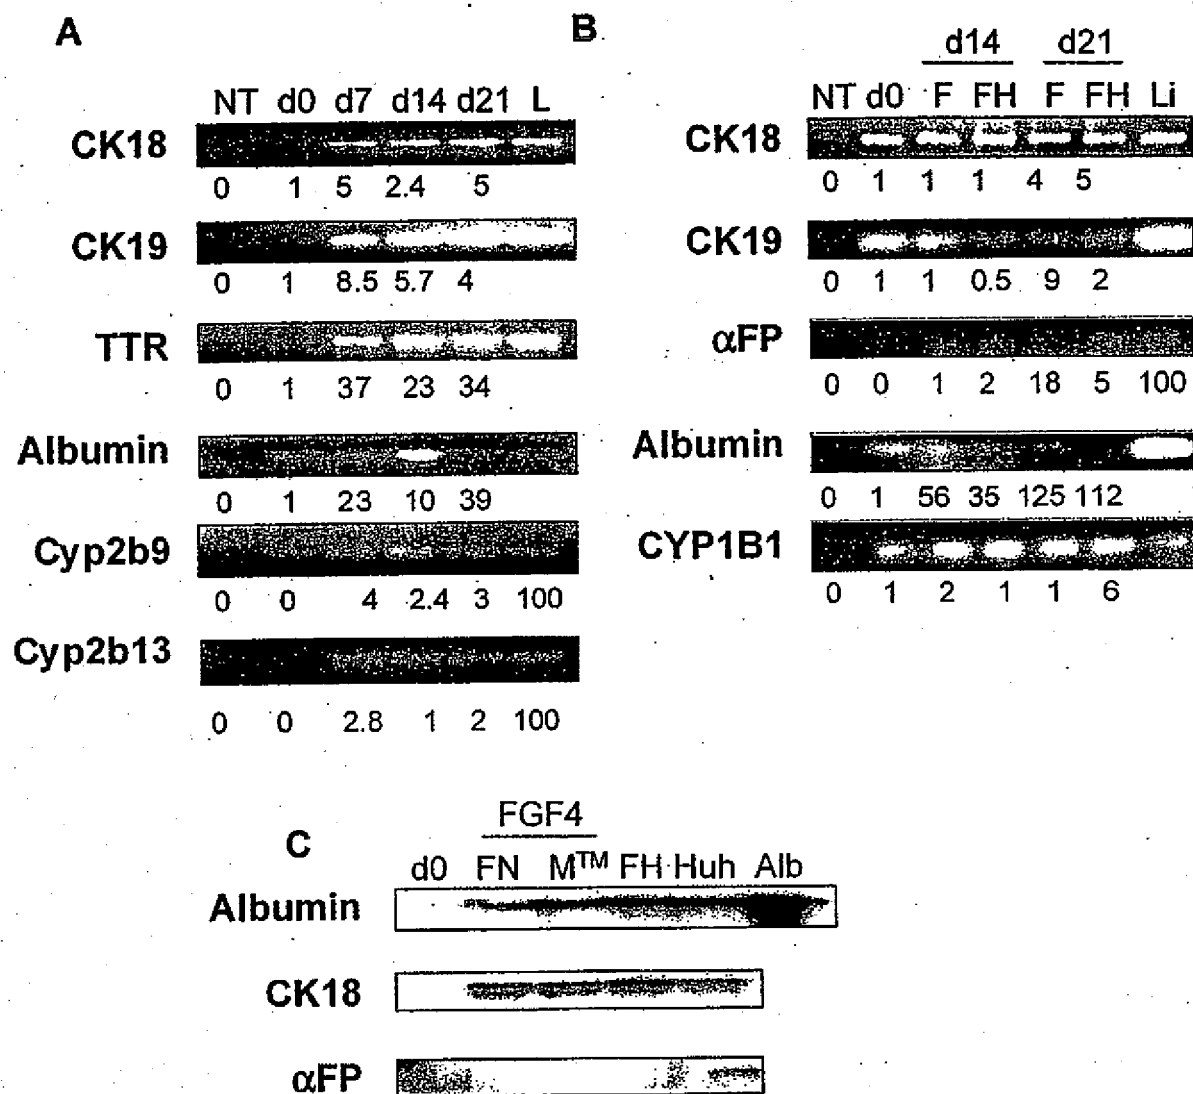 A
NT d0 d7 d14 d21 L
CK18
0 1 5 2.4 5
CK19
0 1 8.5 5.7 4
TTR
0 1 37 23 34
Albumin
0 1 23 10 39
Cyp2b9
0 0 4 2.4 3 100
Cyp2b13
0 0 2.8 1 2 100
B
d14 d21
NT d0 F FH F FH Li
CK18
0 1 1 1 4 5
CK19
0 1 1 0.5 9 2
αFP
0 0 1 2 18 5 100
Albumin
0 1 56 35 125 112
CYP1B1
0 1 2 1 1 6
C
FGF4
d0 FN M™ FH Huh Alb
Albumin
CK18
αFP